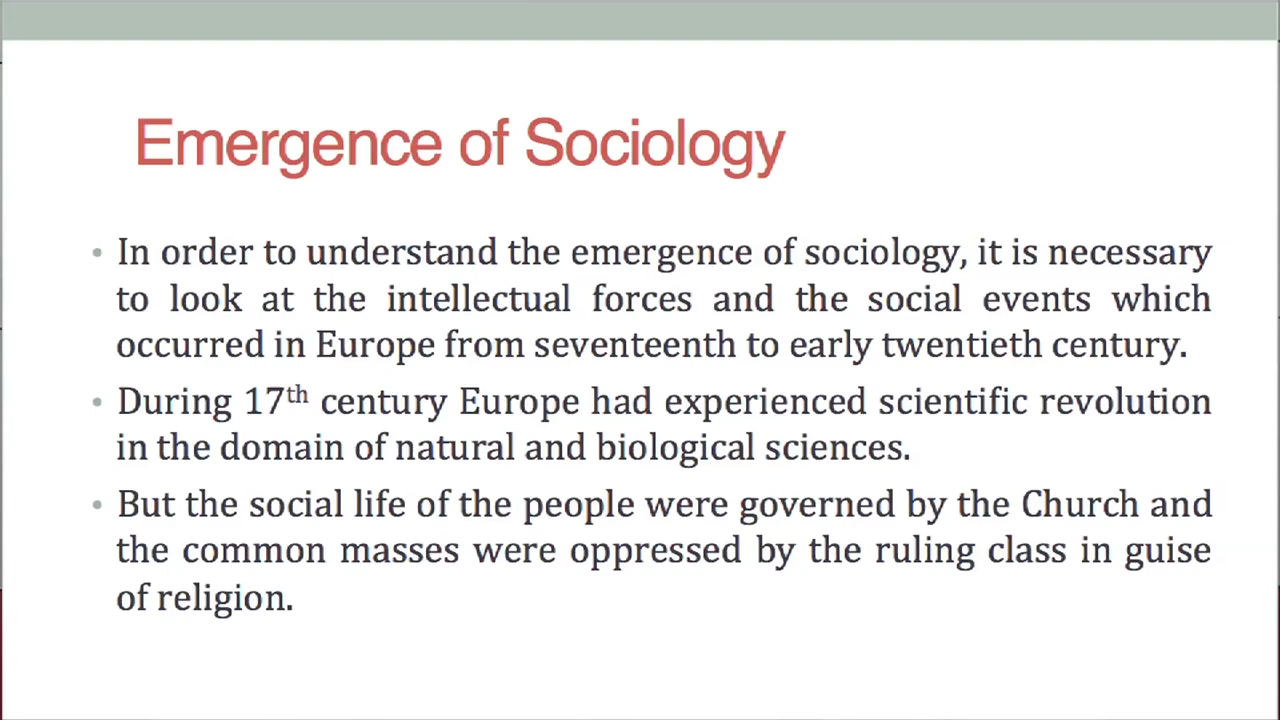 Emergence of Sociology
• In order to understand the emergence of sociology, it is necessary
to look at the intellectual forces and the social events which
occurred in Europe from seventeenth to early twentieth century.
• During 17th century Europe had experienced scientific revolution
in the domain of natural and biological sciences.
• But the social life of the people were governed by the Church and
the common masses were oppressed by the ruling class in guise
of religion.